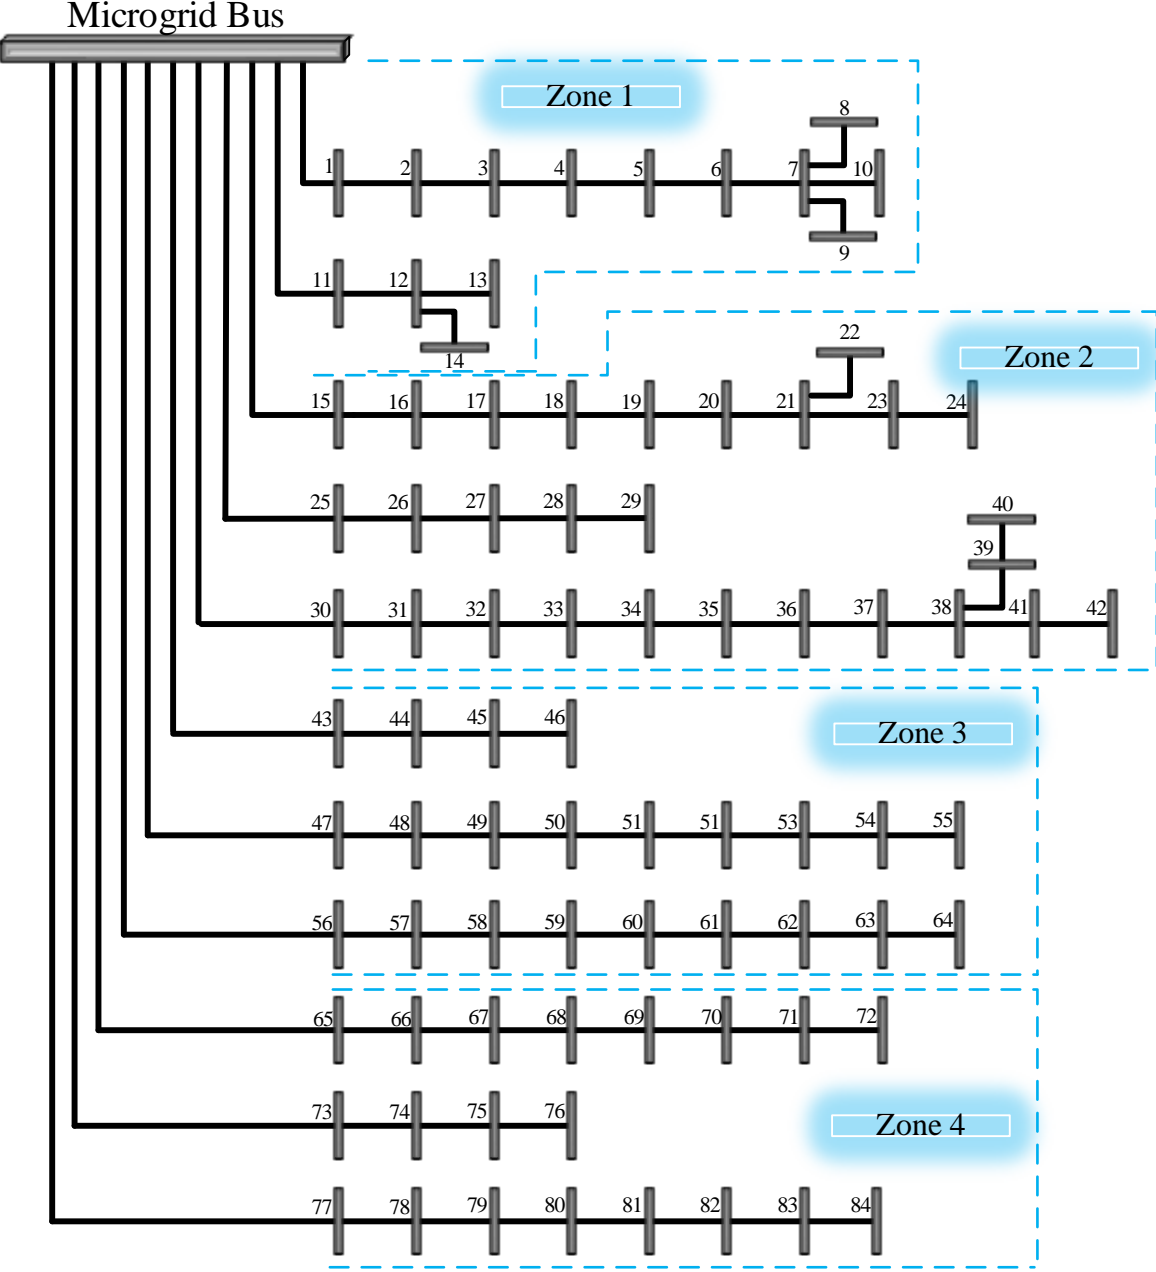 Microgrid Bus
Zone 1
8
1 2 3 4 5 6 7 10
9
11 12 13
14
22
Zone 2
15 16 17 18 19 20 21 23 24
25 26 27 28 29
40
39
30 31 32 33 34 35 36 37 38 41 42
43 44 45 46
Zone 3
47 48 49 50 51 51 53 54 55
56 57 58 59 60 61 62 63 64
65 66 67 68 69 70 71 72
73 74 75 76
Zone 4
77 78 79 80 81 82 83 84